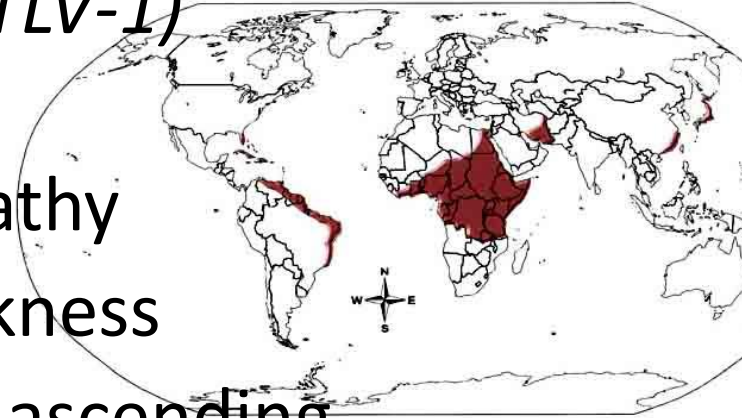 TLV-1)
athy
kness
ascending
N
W E
S